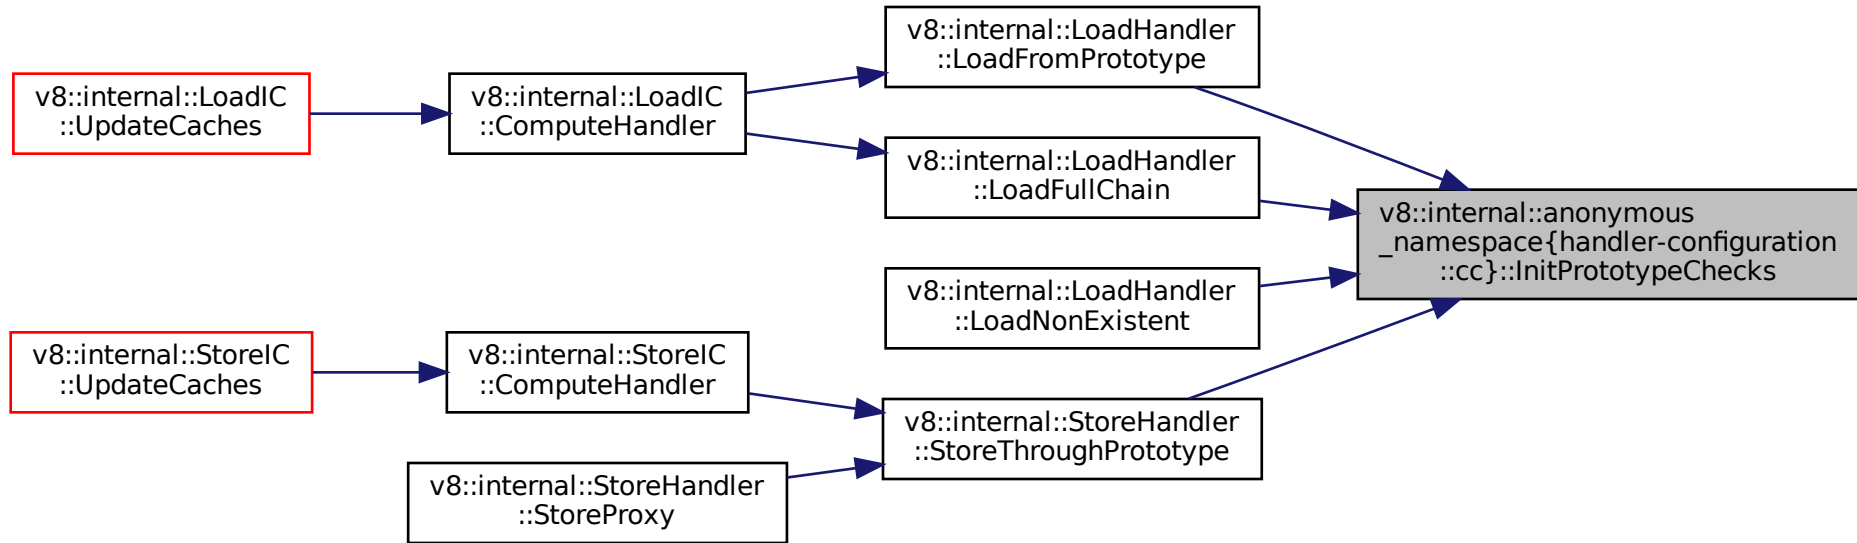 v8::internal::LoadHandler
::LoadFromPrototype
v8::internal::LoadIC
::UpdateCaches
v8::internal::LoadIC
::ComputeHandler
v8::internal::LoadHandler
::LoadFullChain
v8::internal::anonymous
_namespace{handler-configuration
::cc}::InitPrototypeChecks
v8::internal::LoadHandler
::LoadNonExistent
v8::internal::StoreIC
::UpdateCaches
v8::internal::StoreIC
::ComputeHandler
v8::internal::StoreHandler
::StoreThroughPrototype
v8::internal::StoreHandler
::StoreProxy